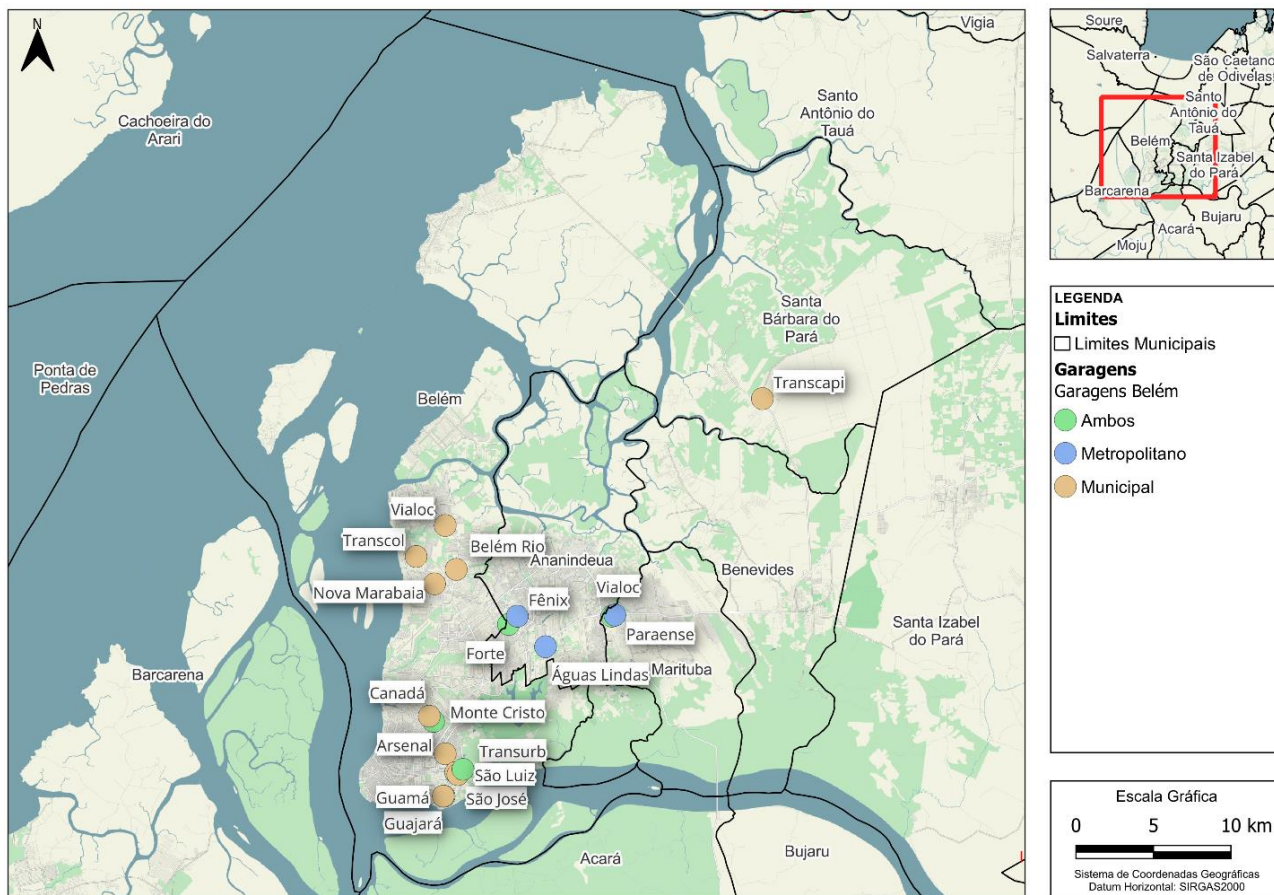 N
Vigia
Cachoeira do
Arari
Santo
Antônio do
Tauá
Santa
Bárbara do
Pará
Ponta de
Pedras
Transcapi
Belém
Vialoc
Transcol
Belém Rio
Ananindeua
Benevides
Nova Marabaia
Fênix
Vialoc
Paraense
Santa Izabel
do Pará
Forte
Águas Lindas
Marituba
Barcarena
Canadá
Monte Cristo
Arsenal
Transurb
São Luiz
Guamá
São José
Guajará
Acará
Bujaru
Soure
Salvaterra
São Caetano
de Odivelas
Santo
Antônio do
Tauá
Belém
Santa Izabel
do Pará
Barcarena
Bujaru
Acará
Moju
LEGENDA
Limites
Limites Municipais
Garagens
Garagens Belém
Ambos
Metropolitano
Municipal
Escala Gráfica
0 5 10 km
Sistema de Coordenadas Geográficas
Datum Horizontal: SIRGAS2000